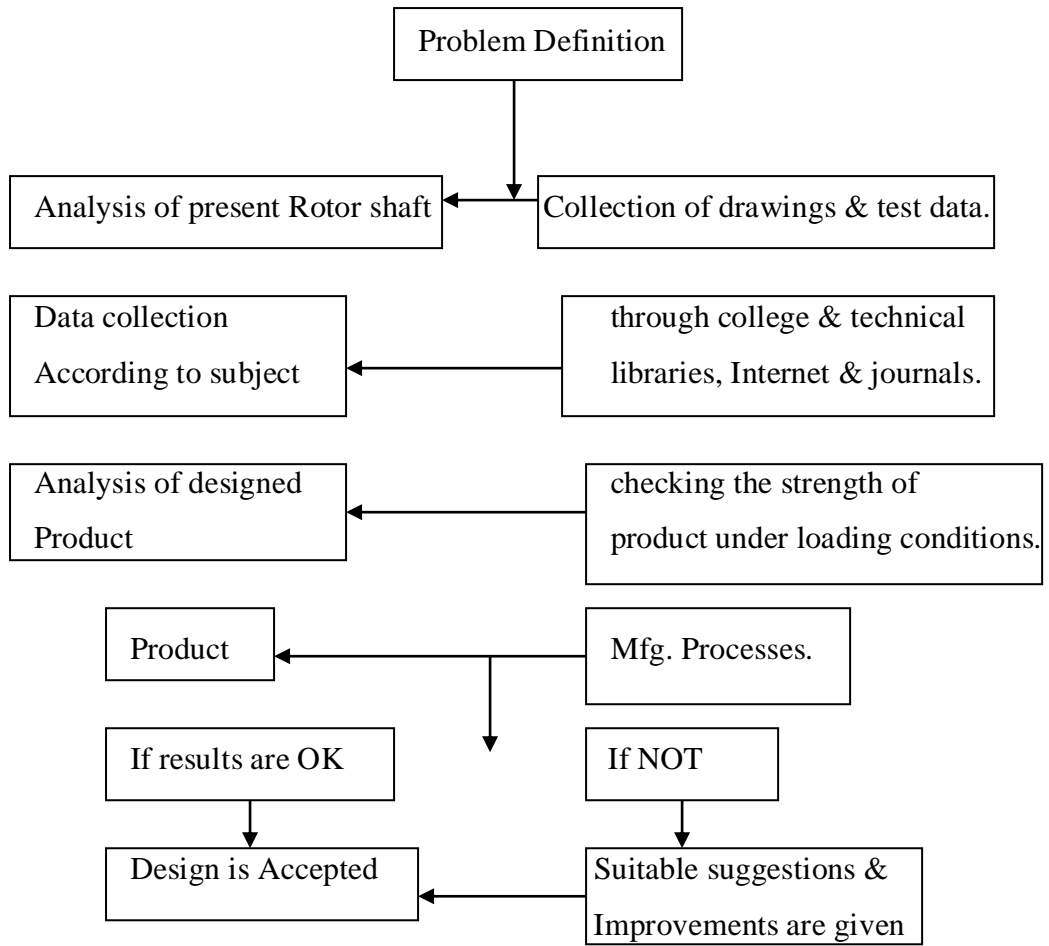 Problem Definition
Analysis of present Rotor shaft
Collection of drawings & test data.
Data collection
According to subject
through college & technical
libraries, Internet & journals.
Analysis of designed
Product
checking the strength of
product under loading conditions.
Product
Mfg. Processes.
If results are OK
If NOT
Design is Accepted
Suitable suggestions &
Improvements are given